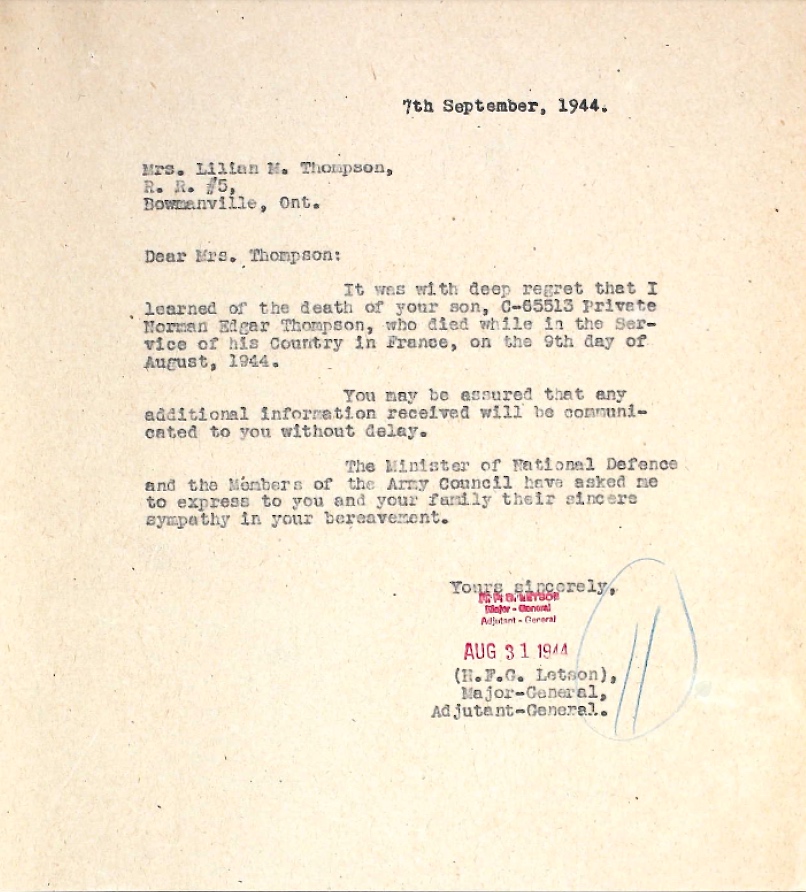 7th September, 1944.
Mrs. Lilian M. Thompson,
R. R. #5,
Bowmanville, Ont.
Dear Mrs. Thompson:
It was with deep regret that I
learned of the death of your son, C-65513 Private
Norman Edgar Thompson, who died while in the Ser-
vice of his Country in France, on the 9th day of
August, 1944.
You may be assured that any
additional information received will be communi-
cated to you without delay.
The Minister of National Defence
and the Members of the Army Council have asked me
to express to you and your family their sincere
sympathy in your bereavement.
Yours sincerely,
H. F. G. LETSON
Major - General
Adjutant - General
AUG 31 1944
(H.F.G. Letson),
Major-General,
Adjutant-General.